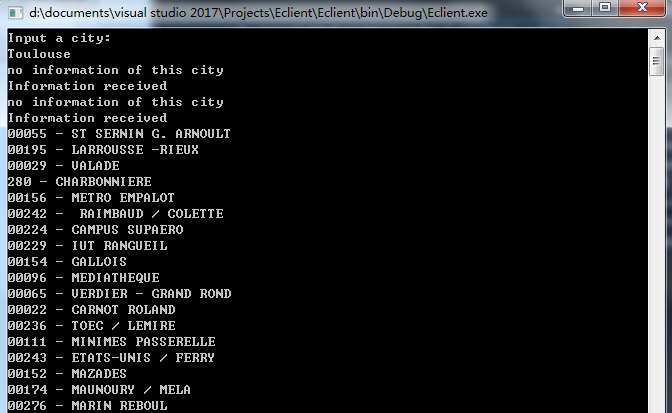 d:\documents\visual studio 2017\Projects\Eclient\Eclient\bin\Debug\Eclient.exe
Input a city:
Toulouse
no information of this city
Information received
no information of this city
Information received
00055 - ST SERNIN G. ARNOULT
00195 - LARROUSSE -RIEUX
00029 - VALADE
280 - CHARBONNIERE
00156 - METRO EMPALOT
00242 -  RAIMBAUD / COLETTE
00224 - CAMPUS SUPAERO
00229 - IUT RANGUEIL
00154 - GALLOIS
00096 - MEDIATHEQUE
00065 - VERDIER - GRAND ROND
00022 - CARNOT ROLAND
00236 - TOEC / LEMIRE
00111 - MINIMES PASSERELLE
00243 - ETATS-UNIS / FERRY
00152 - MAZADES
00174 - MAUNOURY / MELA
00276 - MARIN REBOUL